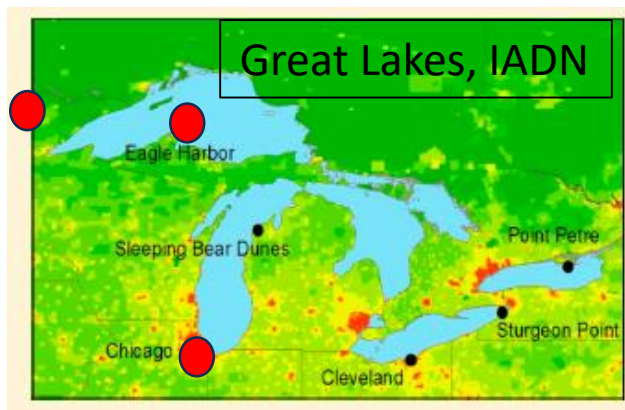 Great Lakes, IADN
Eagle Harbor
Sleeping Bear Dunes
Point Petre
Sturgeon Point
Chicago
Cleveland